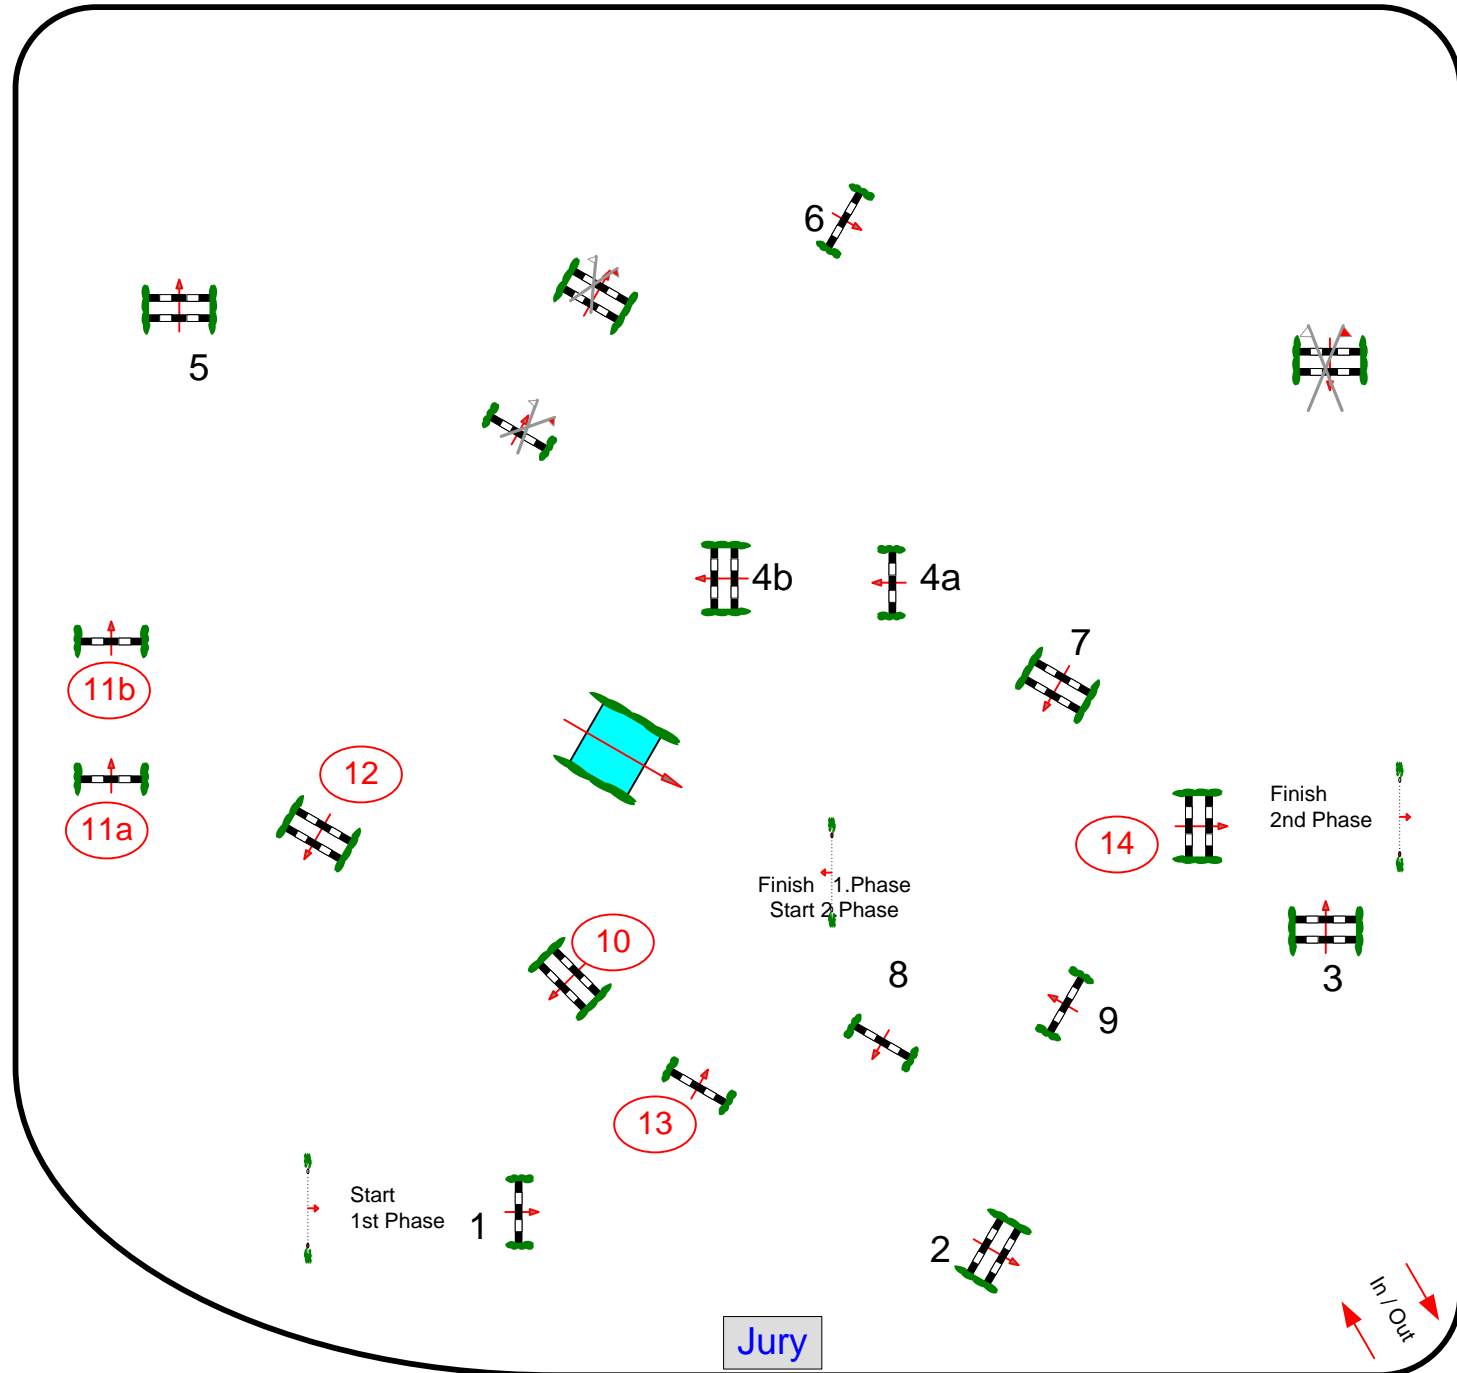 6
5
4b
4a
7
11b
12
11a
Finish
2nd Phase
14
Finish 1.Phase
Start 2.Phase
10
8
3
9
13
Start
1st Phase
1
2
In / Out
Jury